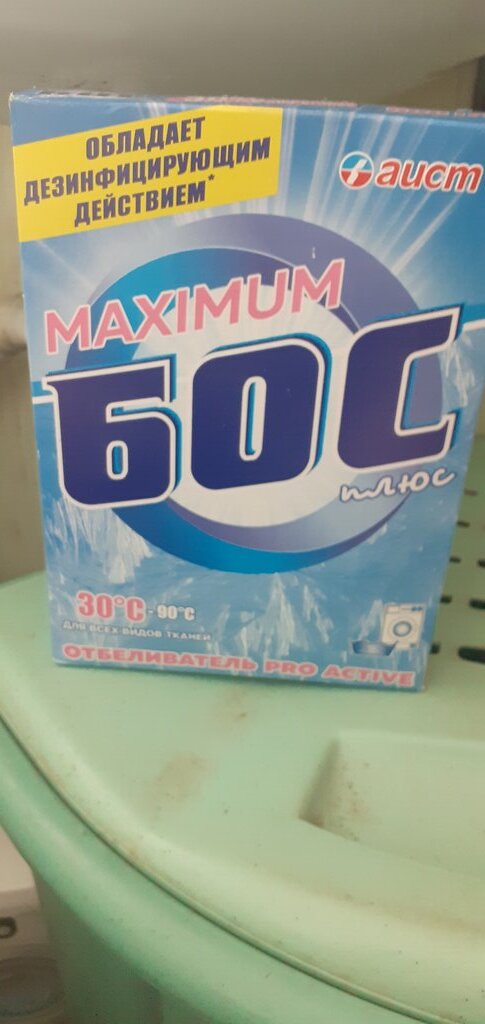 ОБЛАДАЕТ
ДЕЗИНФИЦИРУЮЩИМ
ДЕЙСТВИЕМ*
аист
MAXIMUM
БОС
плюс
30°C - 90°C
ДЛЯ ВСЕХ ВИДОВ ТКАНЕЙ
ОТБЕЛИВАТЕЛЬ PRO ACTIVE